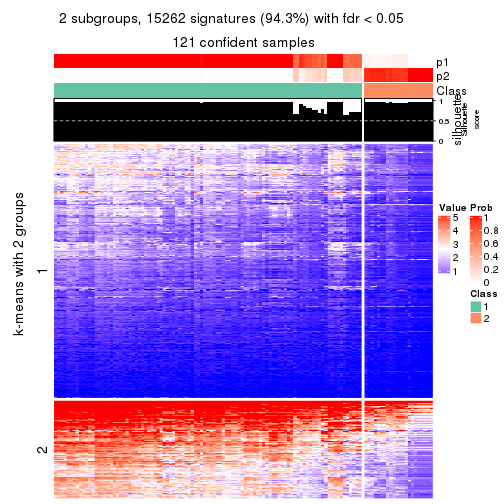 2 subgroups, 15262 signatures (94.3%) with fdr < 0.05
121 confident samples
p1
p2
Class
1
0.5
0
silhouette
Silhouette
score
k-means with 2 groups
1
2
Value
5
4
3
2
1
Prob
1
0.8
0.6
0.4
0.2
0
Class
1
2